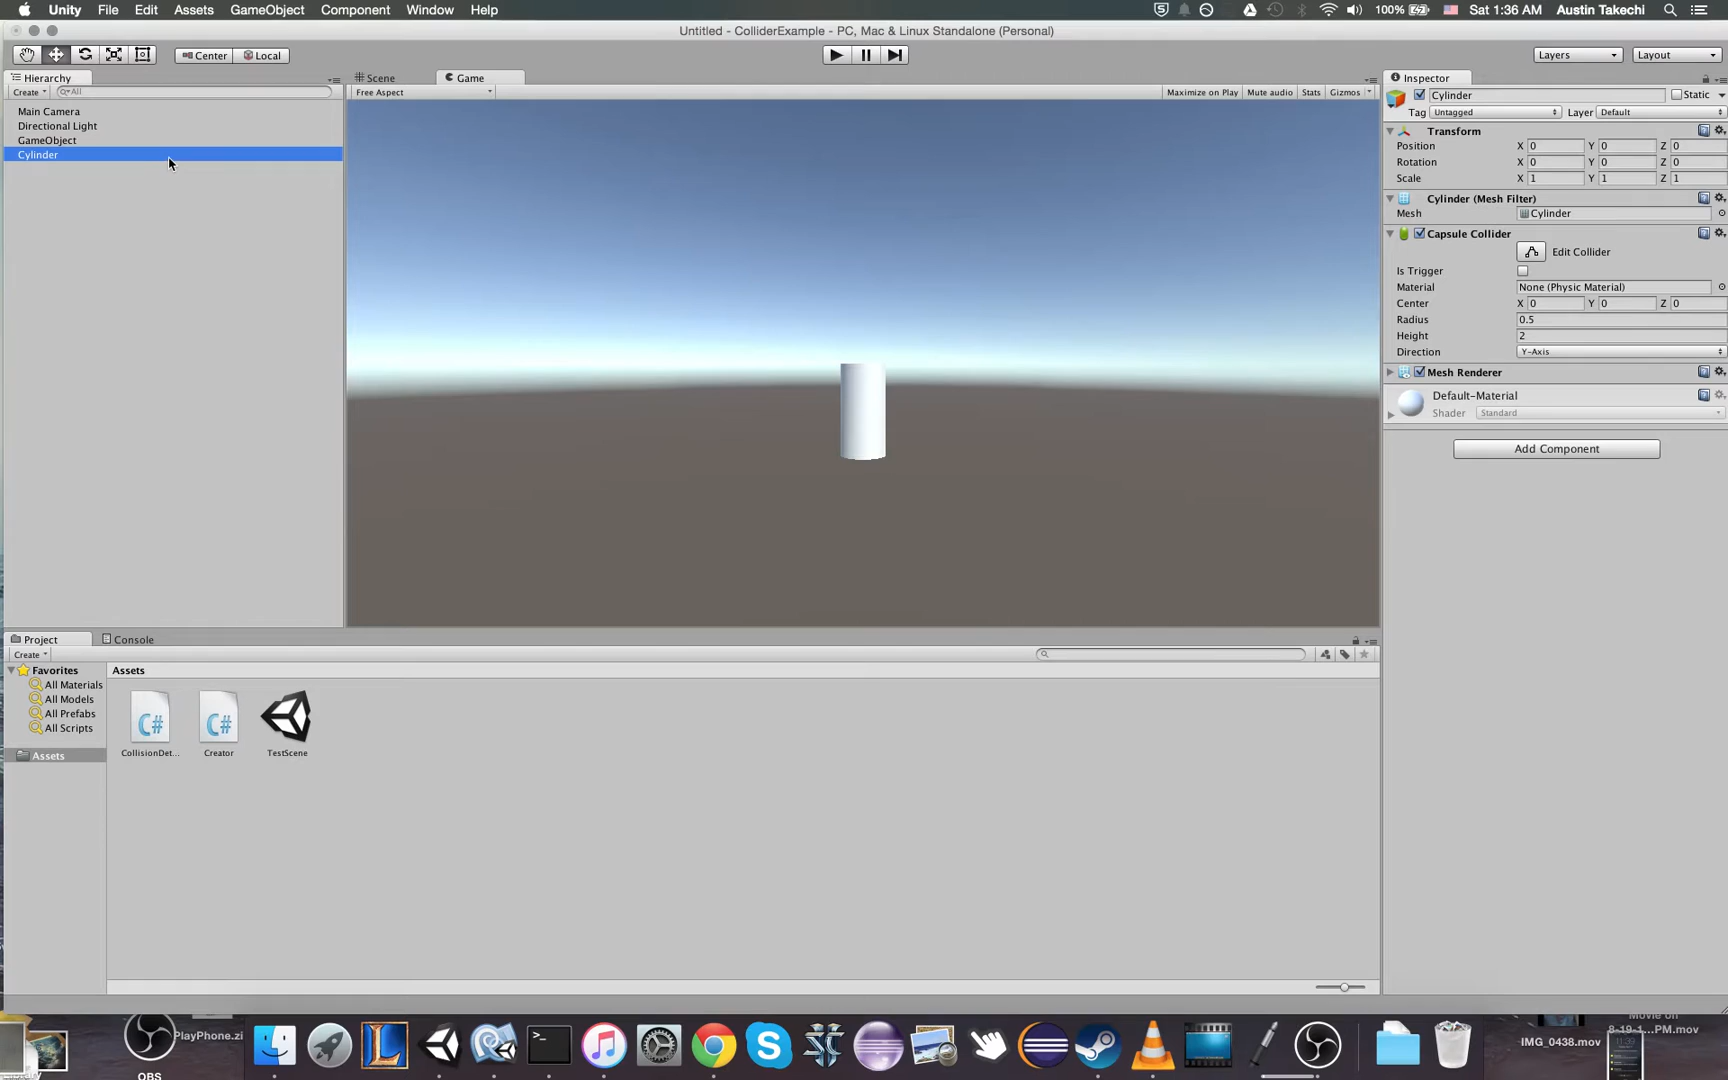 Unity File Edit Assets GameObject Component Window Help
100% Sat 1:36 AM Austin Takechi
Untitled - ColliderExample - PC, Mac & Linux Standalone (Personal)
Center Local
Layers Layout
Hierarchy
Create All
Main Camera
Directional Light
GameObject
Cylinder
Scene Game
Free Aspect
Maximize on Play Mute audio Stats Gizmos
Inspector
Cylinder Static
Tag Untagged Layer Default
Transform
Position X 0 Y 0 Z 0
Rotation X 0 Y 0 Z 0
Scale X 1 Y 1 Z 1
Cylinder (Mesh Filter)
Mesh Cylinder
Capsule Collider
Edit Collider
Is Trigger
Material None (Physic Material)
Center X 0 Y 0 Z 0
Radius 0.5
Height 2
Direction Y-Axis
Mesh Renderer
Default-Material
Shader Standard
Add Component
Project Console
Create
Favorites
All Materials
All Models
All Prefabs
All Scripts
Assets
Assets
C# C#
CollisionDet... Creator TestScene
PlayPhone.zi
OBS
8-19-1...PM.mov
IMG_0438.mov